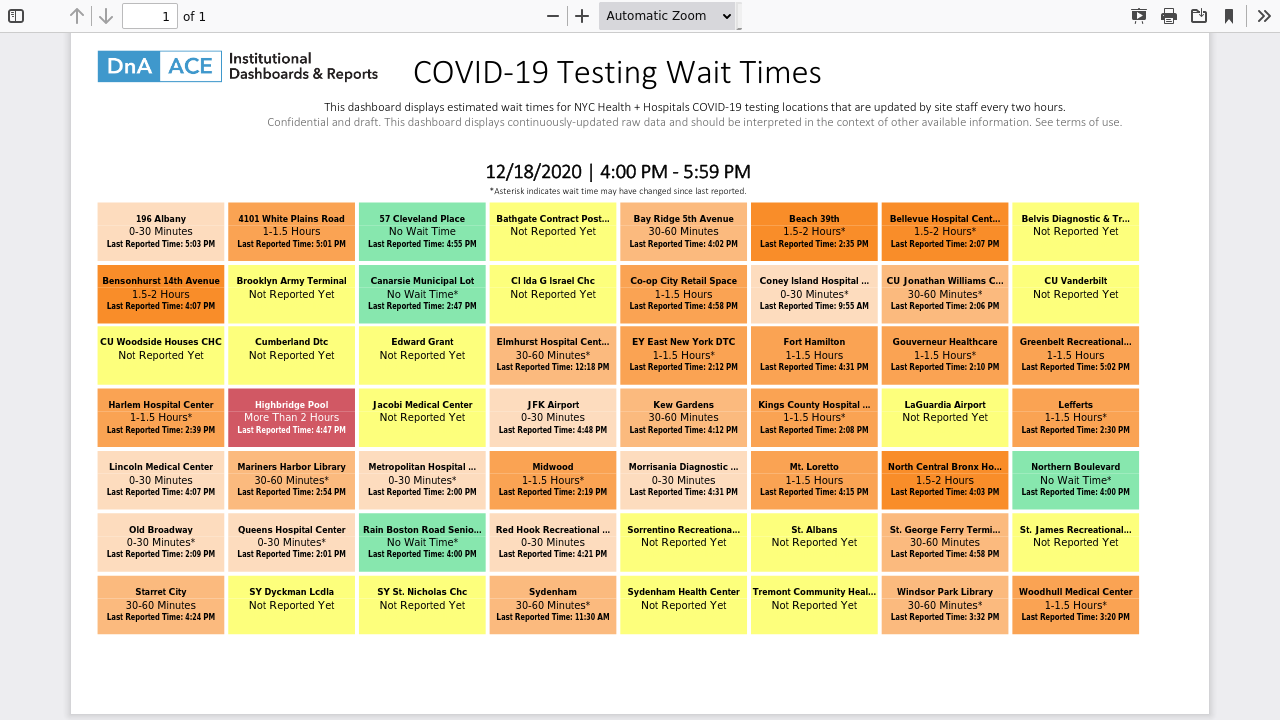 1 of 1
Automatic Zoom
DnA ACE Institutional Dashboards & Reports
COVID-19 Testing Wait Times
This dashboard displays estimated wait times for NYC Health + Hospitals COVID-19 testing locations that are updated by site staff every two hours.
Confidential and draft. This dashboard displays continuously-updated raw data and should be interpreted in the context of other available information. See terms of use.
12/18/2020 | 4:00 PM - 5:59 PM
*Asterisk indicates wait time may have changed since last reported.
196 Albany
0-30 Minutes
Last Reported Time: 5:03 PM
4101 White Plains Road
1-1.5 Hours
Last Reported Time: 5:01 PM
57 Cleveland Place
No Wait Time
Last Reported Time: 4:55 PM
Bathgate Contract Post...
Not Reported Yet
Bay Ridge 5th Avenue
30-60 Minutes
Last Reported Time: 4:02 PM
Beach 39th
1.5-2 Hours*
Last Reported Time: 2:35 PM
Bellevue Hospital Cent...
1.5-2 Hours*
Last Reported Time: 2:07 PM
Belvis Diagnostic & Tr...
Not Reported Yet
Bensonhurst 14th Avenue
1.5-2 Hours
Last Reported Time: 4:07 PM
Brooklyn Army Terminal
Not Reported Yet
Canarsie Municipal Lot
No Wait Time*
Last Reported Time: 2:47 PM
Cl Ida G Israel Chc
Not Reported Yet
Co-op City Retail Space
1-1.5 Hours
Last Reported Time: 4:58 PM
Coney Island Hospital ...
0-30 Minutes*
Last Reported Time: 9:55 AM
CU Jonathan Williams C...
30-60 Minutes*
Last Reported Time: 2:06 PM
CU Vanderbilt
Not Reported Yet
CU Woodside Houses CHC
Not Reported Yet
Cumberland Dtc
Not Reported Yet
Edward Grant
Not Reported Yet
Elmhurst Hospital Cent...
30-60 Minutes*
Last Reported Time: 12:18 PM
EY East New York DTC
1-1.5 Hours*
Last Reported Time: 2:12 PM
Fort Hamilton
1-1.5 Hours
Last Reported Time: 4:31 PM
Gouverneur Healthcare
1-1.5 Hours*
Last Reported Time: 2:10 PM
Greenbelt Recreational...
1-1.5 Hours
Last Reported Time: 5:02 PM
Harlem Hospital Center
1-1.5 Hours*
Last Reported Time: 2:39 PM
Highbridge Pool
More Than 2 Hours
Last Reported Time: 4:47 PM
Jacobi Medical Center
Not Reported Yet
JFK Airport
0-30 Minutes
Last Reported Time: 4:48 PM
Kew Gardens
30-60 Minutes
Last Reported Time: 4:12 PM
Kings County Hospital ...
1-1.5 Hours*
Last Reported Time: 2:08 PM
LaGuardia Airport
Not Reported Yet
Lefferts
1-1.5 Hours*
Last Reported Time: 2:30 PM
Lincoln Medical Center
0-30 Minutes
Last Reported Time: 4:07 PM
Mariners Harbor Library
30-60 Minutes*
Last Reported Time: 2:54 PM
Metropolitan Hospital ...
0-30 Minutes*
Last Reported Time: 2:00 PM
Midwood
1-1.5 Hours*
Last Reported Time: 2:19 PM
Morrisania Diagnostic ...
0-30 Minutes
Last Reported Time: 4:31 PM
Mt. Loretto
1-1.5 Hours
Last Reported Time: 4:15 PM
North Central Bronx Ho...
1.5-2 Hours
Last Reported Time: 4:03 PM
Northern Boulevard
No Wait Time*
Last Reported Time: 4:00 PM
Old Broadway
0-30 Minutes*
Last Reported Time: 2:09 PM
Queens Hospital Center
0-30 Minutes*
Last Reported Time: 2:01 PM
Rain Boston Road Senio...
No Wait Time*
Last Reported Time: 4:00 PM
Red Hook Recreational ...
0-30 Minutes
Last Reported Time: 4:21 PM
Sorrentino Recreationa...
Not Reported Yet
St. Albans
Not Reported Yet
St. George Ferry Termi...
30-60 Minutes
Last Reported Time: 4:58 PM
St. James Recreational...
Not Reported Yet
Starret City
30-60 Minutes
Last Reported Time: 4:24 PM
SY Dyckman Lcdla
Not Reported Yet
SY St. Nicholas Chc
Not Reported Yet
Sydenham
30-60 Minutes*
Last Reported Time: 11:30 AM
Sydenham Health Center
Not Reported Yet
Tremont Community Heal...
Not Reported Yet
Windsor Park Library
30-60 Minutes*
Last Reported Time: 3:32 PM
Woodhull Medical Center
1-1.5 Hours*
Last Reported Time: 3:20 PM